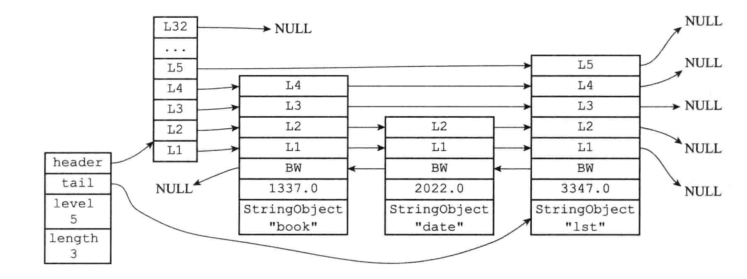 L32
NULL
...
L5
L4
L3
L2
L1
header
tail
level
5
length
3
NULL
L4
L3
L2
L1
BW
1337.0
StringObject
"book"
L2
L1
BW
2022.0
StringObject
"date"
L5
L4
L3
L2
L1
BW
3347.0
StringObject
"lst"
NULL
NULL
NULL
NULL
NULL